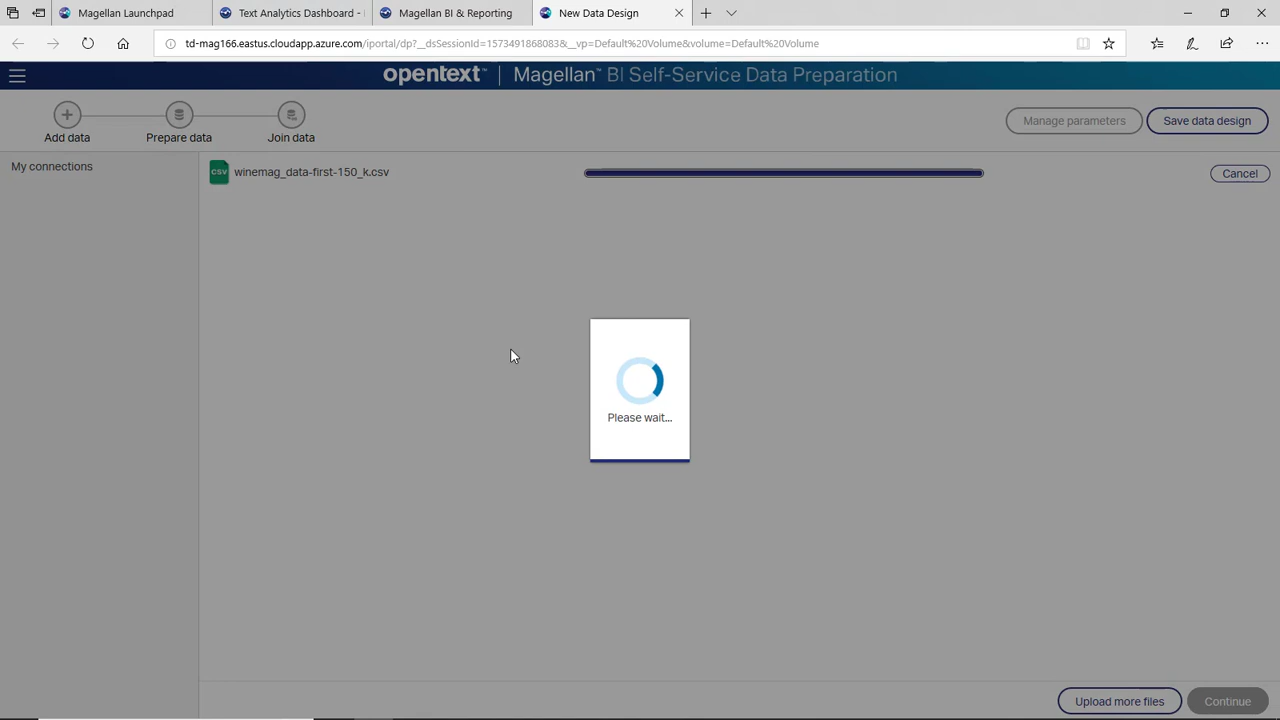 Magellan Launchpad
Text Analytics Dashboard -
Magellan BI & Reporting
New Data Design
td-mag166.eastus.cloudapp.azure.com/iportal/dp?__dsSessionId=1573491868083&__vp=Default%20Volume&volume=Default%20Volume
opentext™ | Magellan™ BI Self-Service Data Preparation
Add data
Prepare data
Join data
Manage parameters
Save data design
My connections
CSV winemag_data-first-150_k.csv
Cancel
Please wait...
Upload more files
Continue